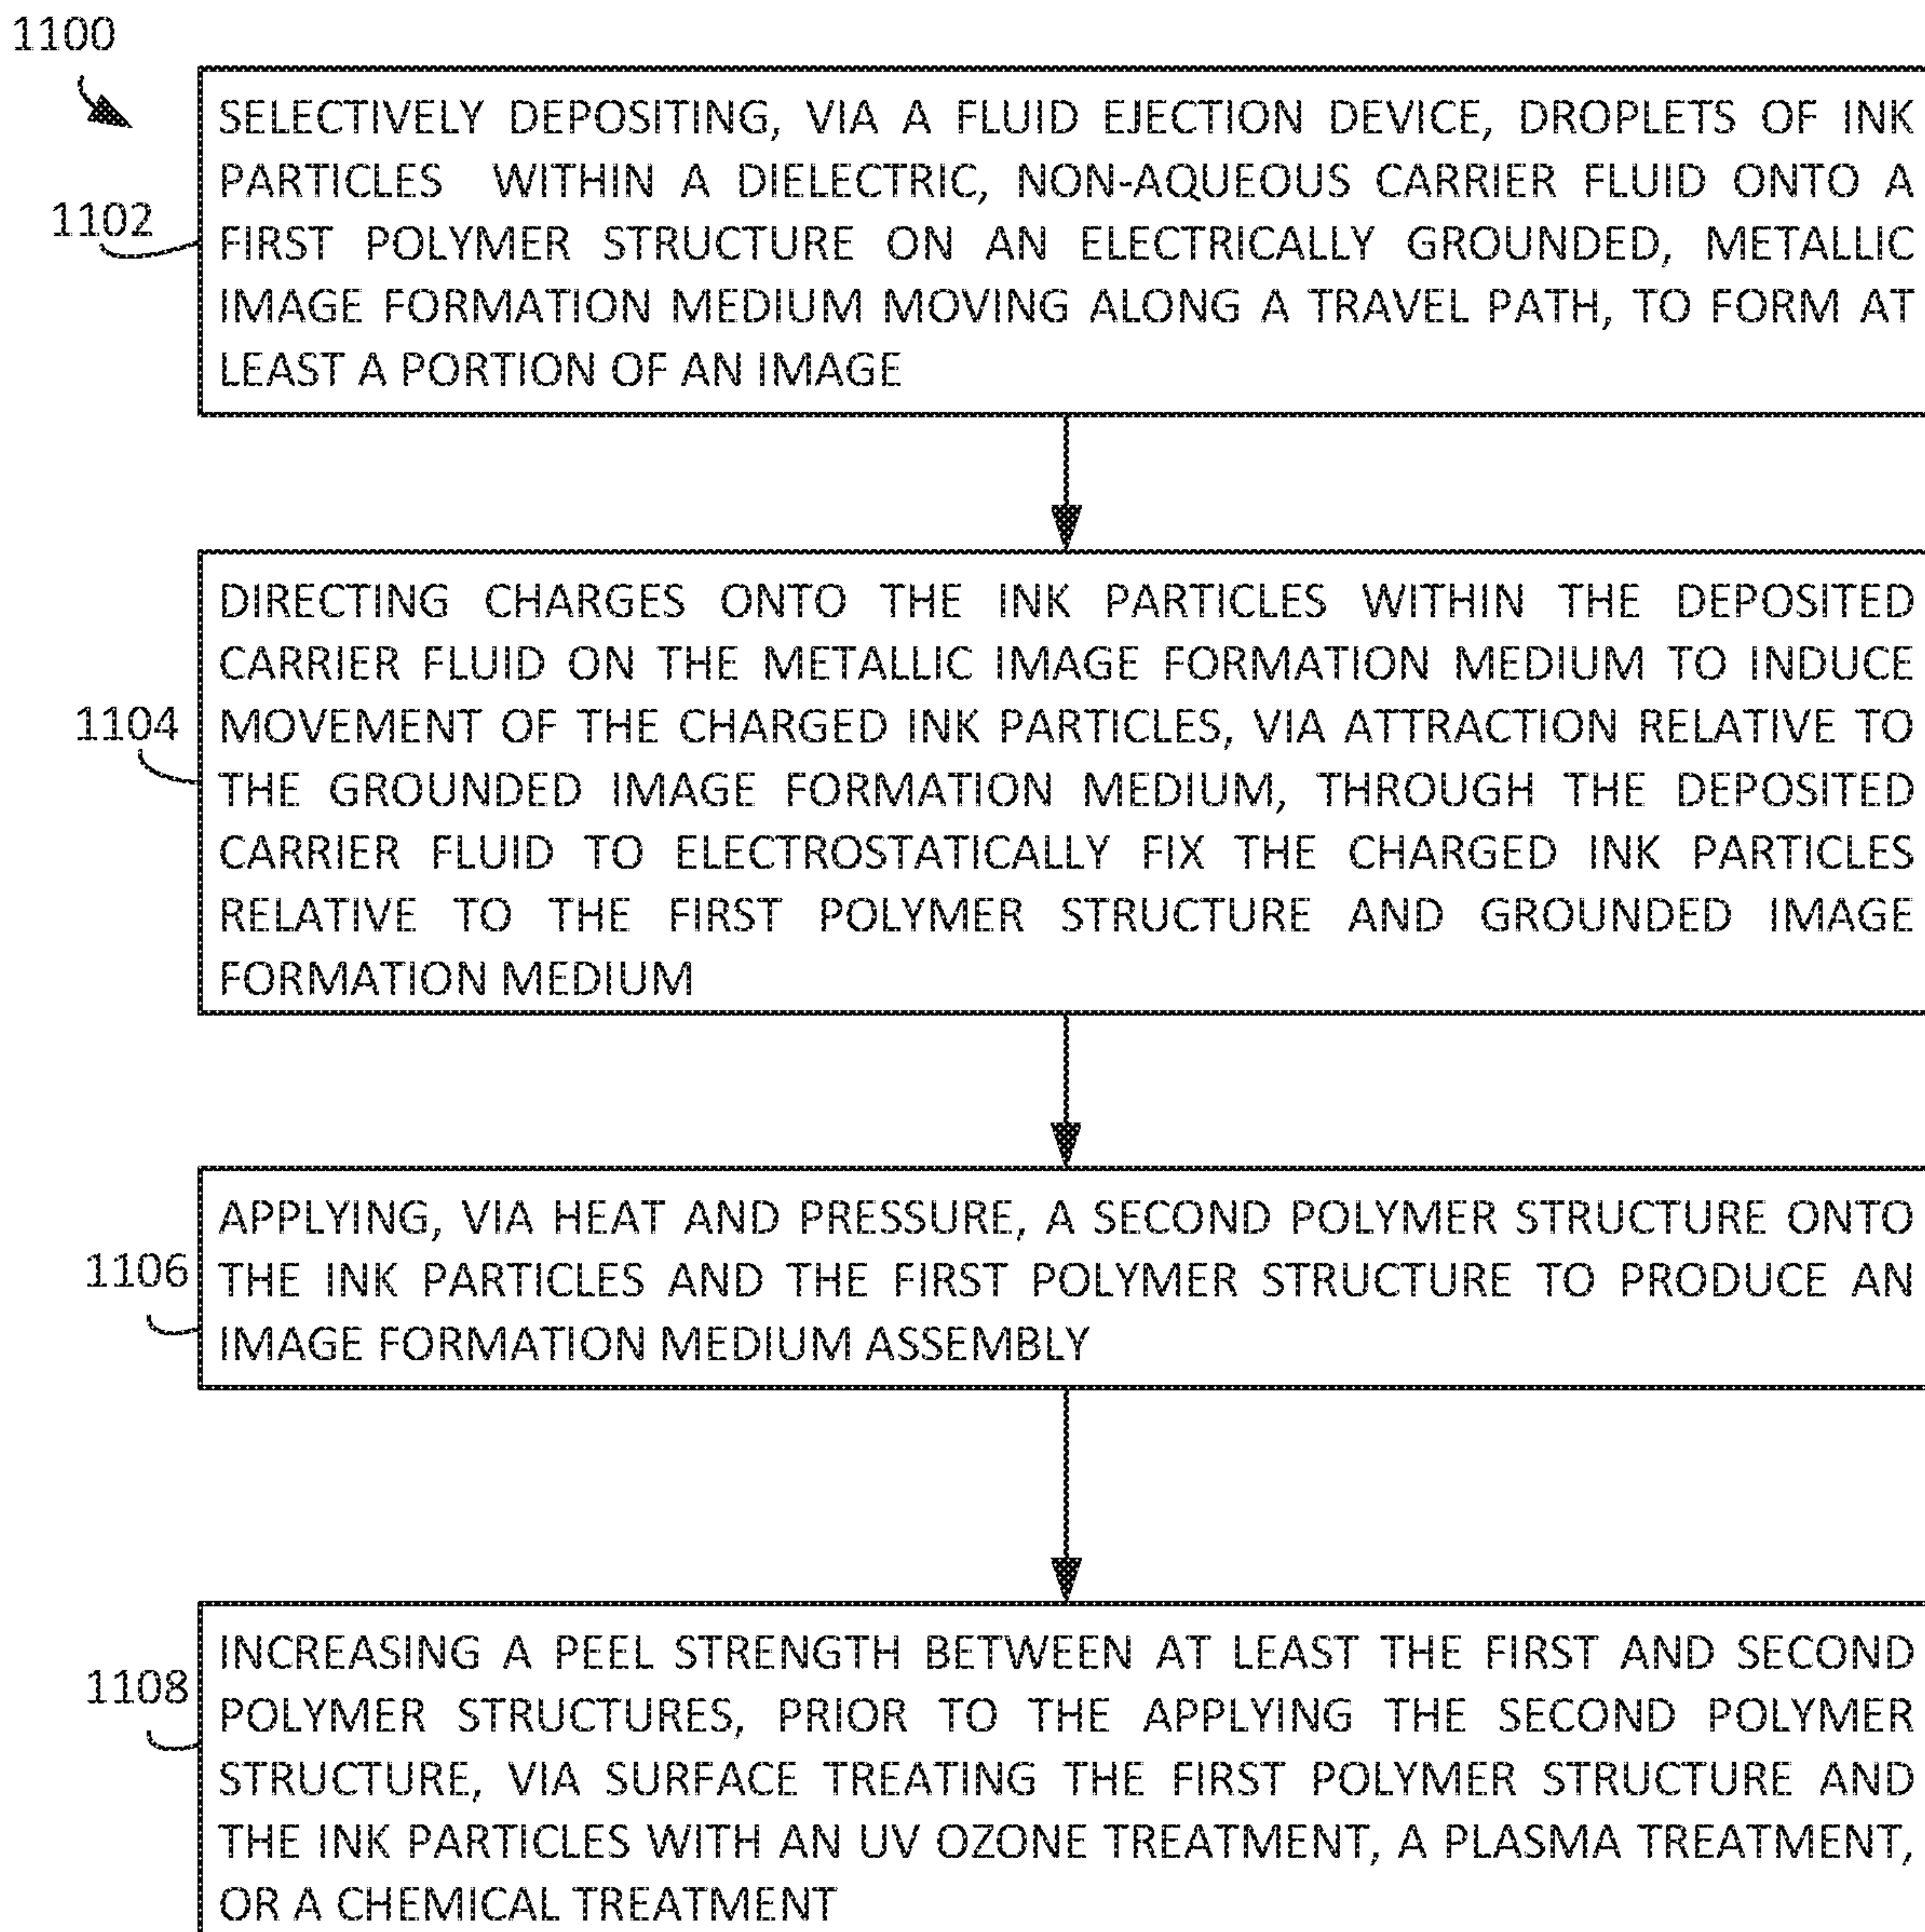 1100
SELECTIVELY DEPOSITING, VIA A FLUID EJECTION DEVICE, DROPLETS OF INK
PARTICLES WITHIN A DIELECTRIC, NON-AQUEOUS CARRIER FLUID ONTO A
1102
FIRST POLYMER STRUCTURE ON AN ELECTRICALLY GROUNDED, METALLIC
IMAGE FORMATION MEDIUM MOVING ALONG A TRAVEL PATH, TO FORM AT
LEAST A PORTION OF AN IMAGE
DIRECTING CHARGES ONTO THE INK PARTICLES WITHIN THE DEPOSITED
CARRIER FLUID ON THE METALLIC IMAGE FORMATION MEDIUM TO INDUCE
1104
MOVEMENT OF THE CHARGED INK PARTICLES, VIA ATTRACTION RELATIVE TO
THE GROUNDED IMAGE FORMATION MEDIUM, THROUGH THE DEPOSITED
CARRIER FLUID TO ELECTROSTATICALLY FIX THE CHARGED INK PARTICLES
RELATIVE TO THE FIRST POLYMER STRUCTURE AND GROUNDED IMAGE
FORMATION MEDIUM
APPLYING, VIA HEAT AND PRESSURE, A SECOND POLYMER STRUCTURE ONTO
1106
THE INK PARTICLES AND THE FIRST POLYMER STRUCTURE TO PRODUCE AN
IMAGE FORMATION MEDIUM ASSEMBLY
INCREASING A PEEL STRENGTH BETWEEN AT LEAST THE FIRST AND SECOND
1108
POLYMER STRUCTURES, PRIOR TO THE APPLYING THE SECOND POLYMER
STRUCTURE, VIA SURFACE TREATING THE FIRST POLYMER STRUCTURE AND
THE INK PARTICLES WITH AN UV OZONE TREATMENT, A PLASMA TREATMENT,
OR A CHEMICAL TREATMENT